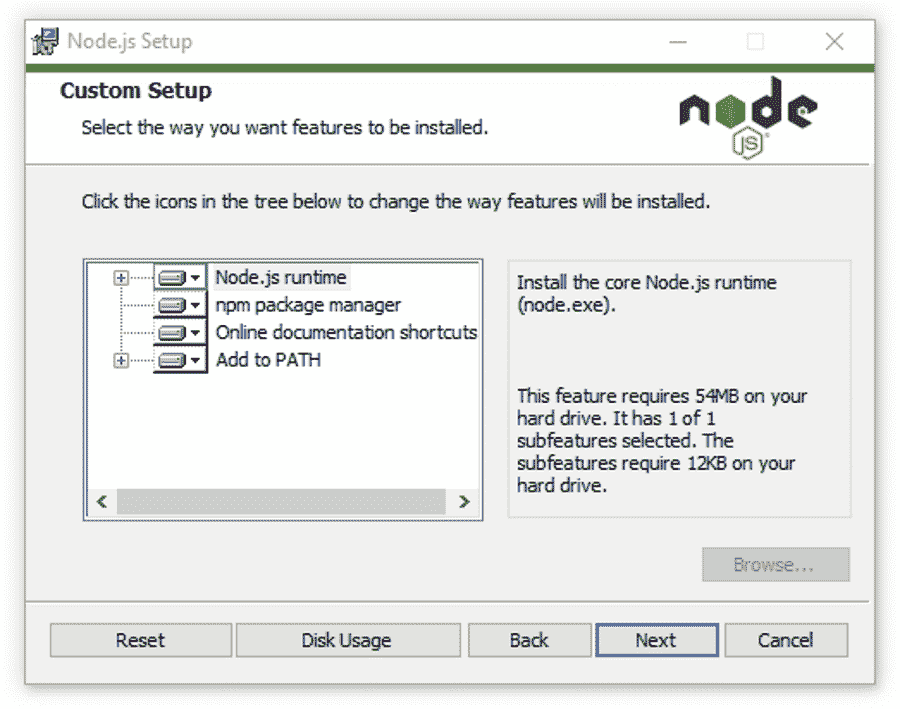 Node.js Setup
Custom Setup
Select the way you want features to be installed.
node
JS
Click the icons in the tree below to change the way features will be installed.
Node.js runtime
npm package manager
Online documentation shortcuts
Add to PATH
Install the core Node.js runtime
(node.exe).
This feature requires 54MB on your
hard drive. It has 1 of 1
subfeatures selected. The
subfeatures require 12KB on your
hard drive.
Browse...
Reset
Disk Usage
Back
Next
Cancel